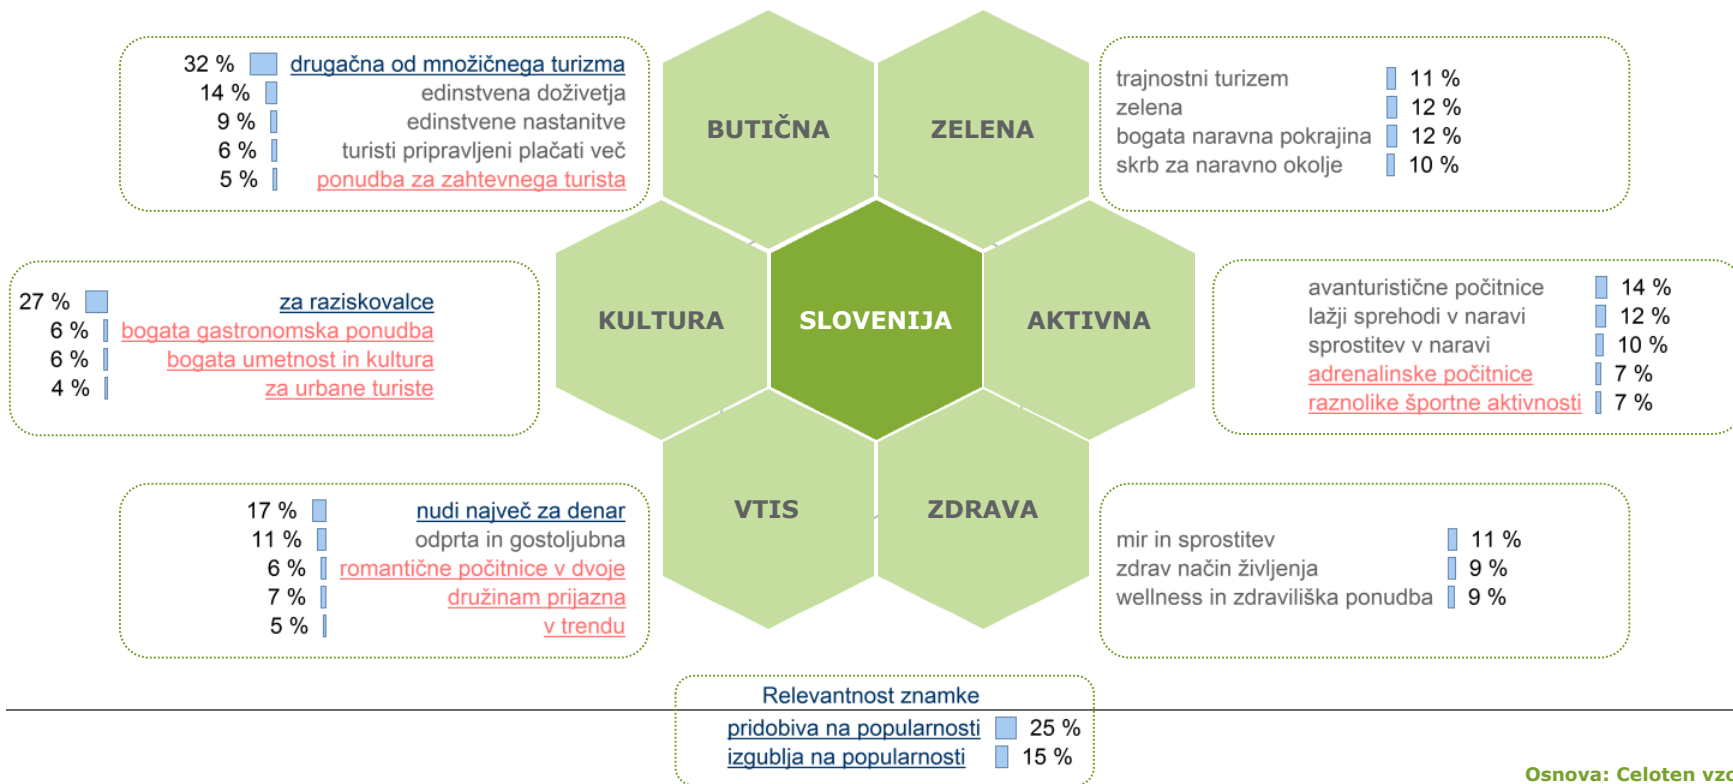 32 % drugačna od množičnega turizma
14 % edinstvena doživetja
9 % edinstvene nastanitve
6 % turisti pripravljeni plačati več
5 % ponudba za zahtevnega turista
BUTIČNA
ZELENA
trajnostni turizem 11 %
zelena 12 %
bogata naravna pokrajina 12 %
skrb za naravno okolje 10 %
27 % za raziskovalce
6 % bogata gastronomska ponudba
6 % bogata umetnost in kultura
4 % za urbane turiste
KULTURA
SLOVENIJA
AKTIVNA
avanturistične počitnice 14 %
lažji sprehodi v naravi 12 %
sprostitev v naravi 10 %
adrenalinske počitnice 7 %
raznolike športne aktivnosti 7 %
17 % nudi največ za denar
11 % odprta in gostoljubna
6 % romantične počitnice v dvoje
7 % družinam prijazna
5 % v trendu
VTIS
ZDRAVA
mir in sprostitev 11 %
zdrav način življenja 9 %
wellness in zdraviliška ponudba 9 %
Relevantnost znamke
pridobiva na popularnosti 25 %
izgublja na popularnosti 15 %
Osnova: Celoten